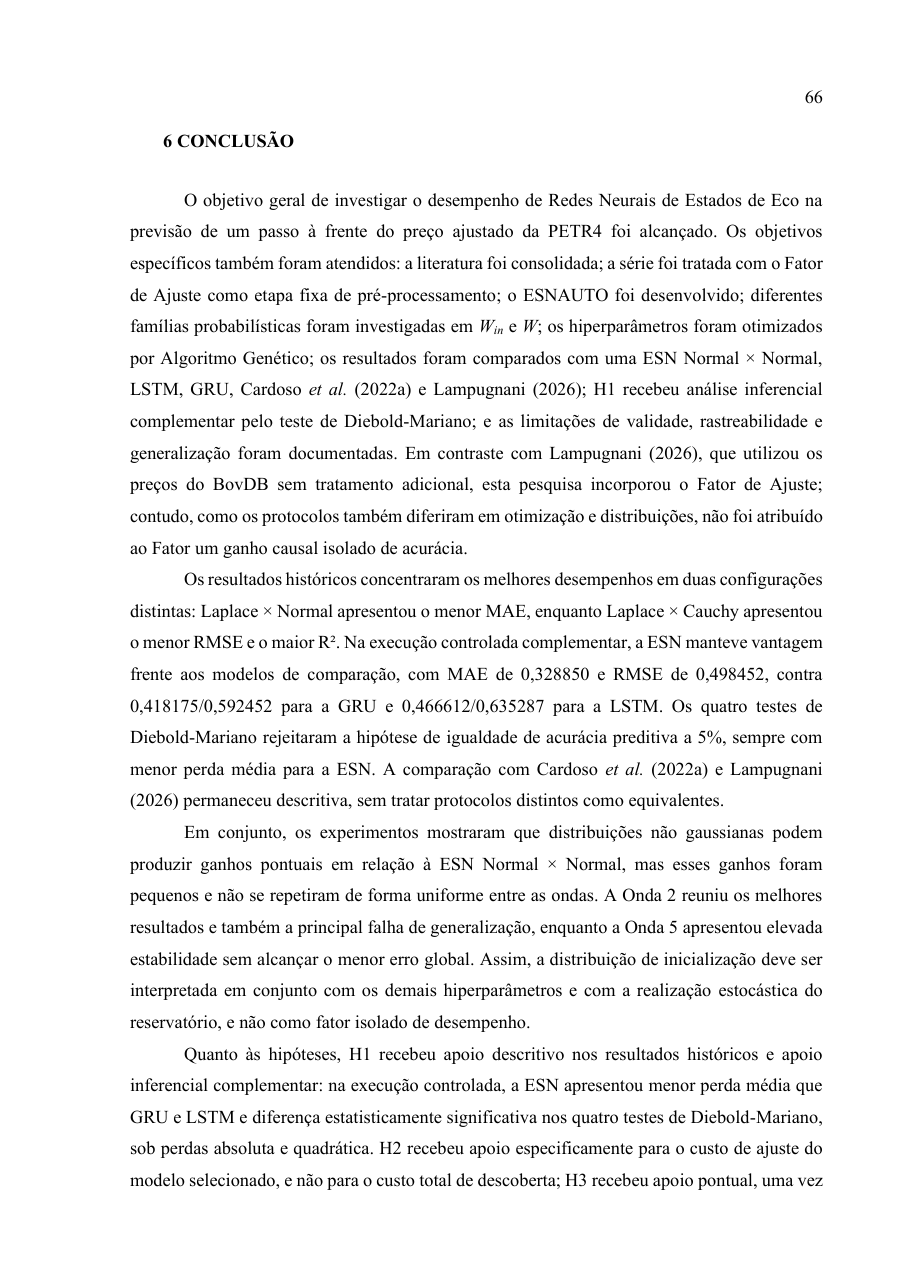 66
6 CONCLUSÃO
O objetivo geral de investigar o desempenho de Redes Neurais de Estados de Eco na
previsão de um passo à frente do preço ajustado da PETR4 foi alcançado. Os objetivos
específicos também foram atendidos: a literatura foi consolidada; a série foi tratada com o Fator
de Ajuste como etapa fixa de pré-processamento; o ESNAUTO foi desenvolvido; diferentes
famílias probabilísticas foram investigadas em Win e W; os hiperparâmetros foram otimizados
por Algoritmo Genético; os resultados foram comparados com uma ESN Normal × Normal,
LSTM, GRU, Cardoso et al. (2022a) e Lampugnani (2026); H1 recebeu análise inferencial
complementar pelo teste de Diebold-Mariano; e as limitações de validade, rastreabilidade e
generalização foram documentadas. Em contraste com Lampugnani (2026), que utilizou os
preços do BovDB sem tratamento adicional, esta pesquisa incorporou o Fator de Ajuste;
contudo, como os protocolos também diferiram em otimização e distribuições, não foi atribuído
ao Fator um ganho causal isolado de acurácia.
Os resultados históricos concentraram os melhores desempenhos em duas configurações
distintas: Laplace × Normal apresentou o menor MAE, enquanto Laplace × Cauchy apresentou
o menor RMSE e o maior R². Na execução controlada complementar, a ESN manteve vantagem
frente aos modelos de comparação, com MAE de 0,328850 e RMSE de 0,498452, contra
0,418175/0,592452 para a GRU e 0,466612/0,635287 para a LSTM. Os quatro testes de
Diebold-Mariano rejeitaram a hipótese de igualdade de acurácia preditiva a 5%, sempre com
menor perda média para a ESN. A comparação com Cardoso et al. (2022a) e Lampugnani
(2026) permaneceu descritiva, sem tratar protocolos distintos como equivalentes.
Em conjunto, os experimentos mostraram que distribuições não gaussianas podem
produzir ganhos pontuais em relação à ESN Normal × Normal, mas esses ganhos foram
pequenos e não se repetiram de forma uniforme entre as ondas. A Onda 2 reuniu os melhores
resultados e também a principal falha de generalização, enquanto a Onda 5 apresentou elevada
estabilidade sem alcançar o menor erro global. Assim, a distribuição de inicialização deve ser
interpretada em conjunto com os demais hiperparâmetros e com a realização estocástica do
reservatório, e não como fator isolado de desempenho.
Quanto às hipóteses, H1 recebeu apoio descritivo nos resultados históricos e apoio
inferencial complementar: na execução controlada, a ESN apresentou menor perda média que
GRU e LSTM e diferença estatisticamente significativa nos quatro testes de Diebold-Mariano,
sob perdas absoluta e quadrática. H2 recebeu apoio especificamente para o custo de ajuste do
modelo selecionado, e não para o custo total de descoberta; H3 recebeu apoio pontual, uma vez